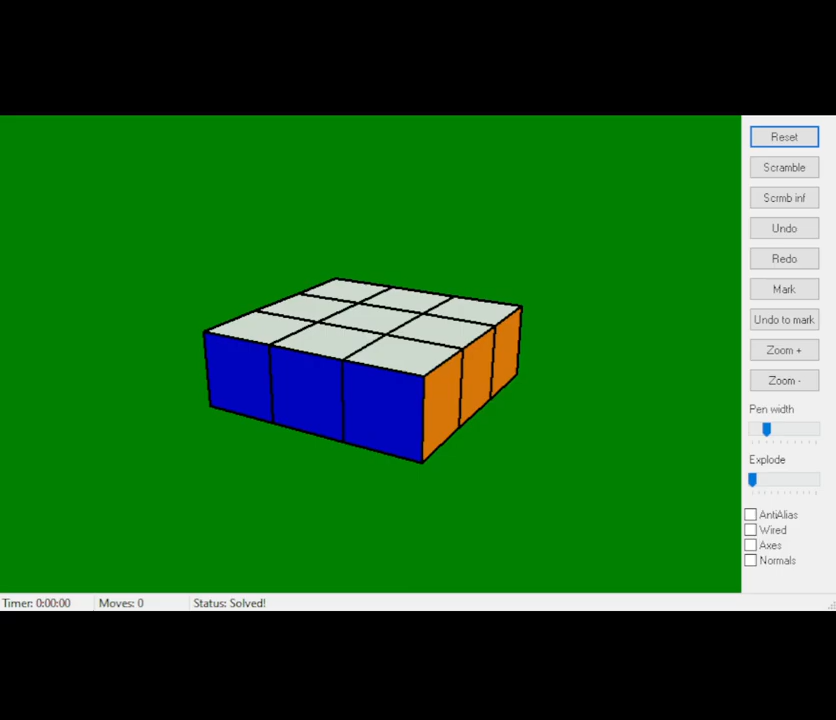 Reset
Scramble
Scrmb inf
Undo
Redo
Mark
Undo to mark
Zoom +
Zoom -
Pen width
Explode
AntiAlias
Wired
Axes
Normals
Timer: 0:00:00 Moves: 0 Status: Solved!